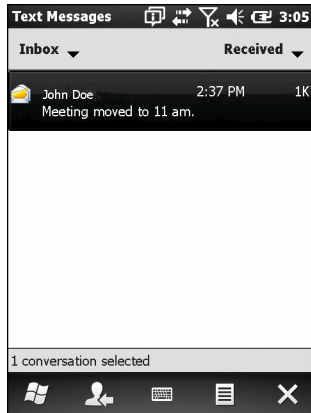 Text Messages 3:05
Inbox Received
John Doe 2:37 PM 1K
Meeting moved to 11 am.
1 conversation selected